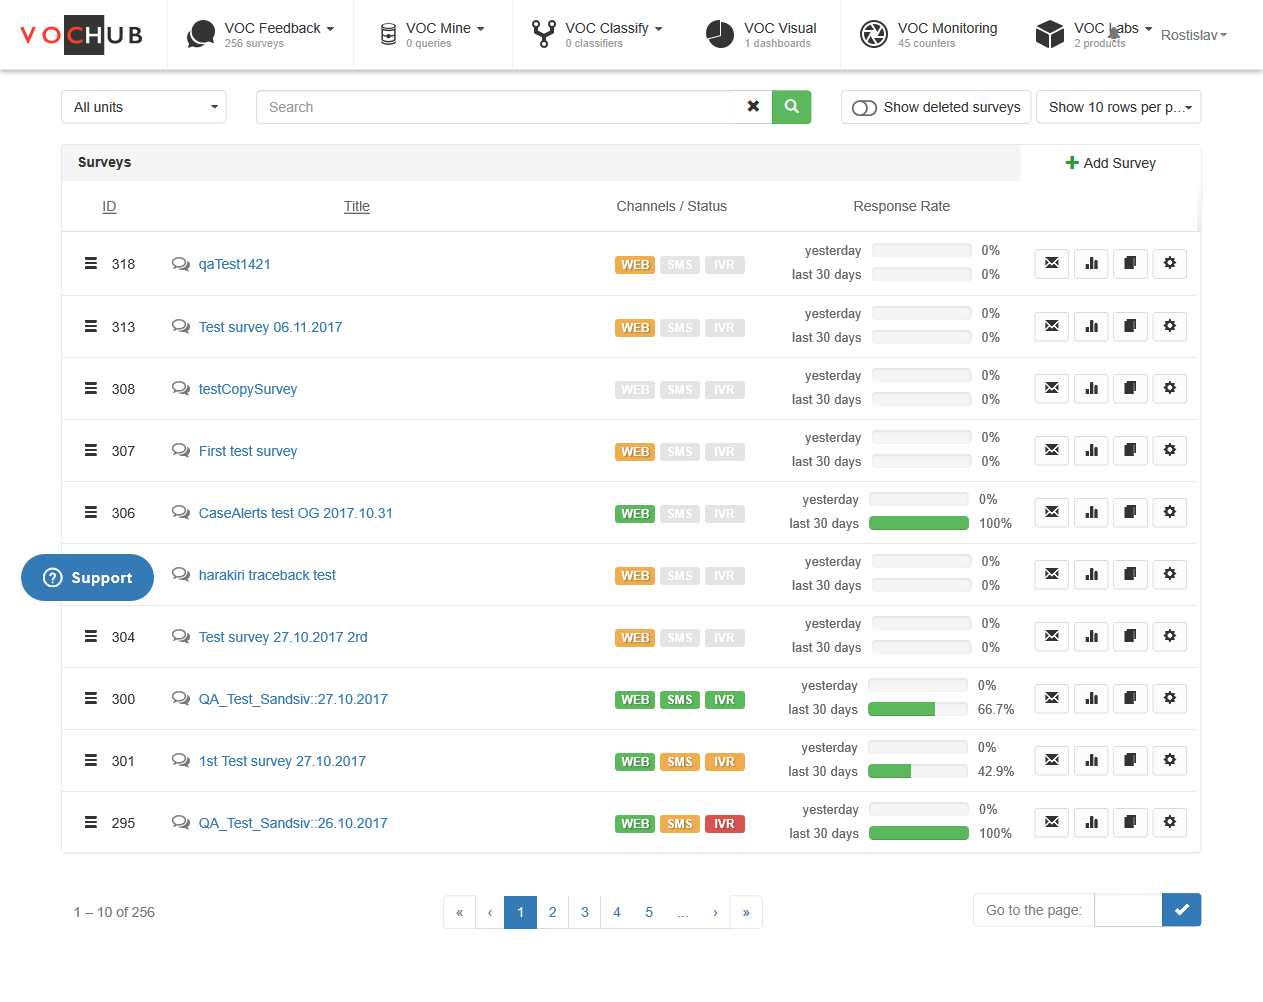 VOCHUB
VOC Feedback
256 surveys
VOC Mine
0 queries
VOC Classify
0 classifiers
VOC Visual
1 dashboards
VOC Monitoring
45 counters
VOC Labs
2 products
Rostislav
All units
Search
Show deleted surveys
Show 10 rows per p...
Surveys
Add Survey
ID Title Channels / Status Response Rate
318 qaTest1421 WEB SMS IVR
yesterday 0%
last 30 days 0%
313 Test survey 06.11.2017 WEB SMS IVR
yesterday 0%
last 30 days 0%
308 testCopySurvey WEB SMS IVR
yesterday 0%
last 30 days 0%
307 First test survey WEB SMS IVR
yesterday 0%
last 30 days 0%
306 CaseAlerts test OG 2017.10.31 WEB SMS IVR
yesterday 0%
last 30 days 100%
Support
harakiri traceback test WEB SMS IVR
yesterday 0%
last 30 days 0%
304 Test survey 27.10.2017 2rd WEB SMS IVR
yesterday 0%
last 30 days 0%
300 QA_Test_Sandsiv::27.10.2017 WEB SMS IVR
yesterday 0%
last 30 days 66.7%
301 1st Test survey 27.10.2017 WEB SMS IVR
yesterday 0%
last 30 days 42.9%
295 QA_Test_Sandsiv::26.10.2017 WEB SMS IVR
yesterday 0%
last 30 days 100%
1 – 10 of 256
« ‹ 1 2 3 4 5 ... › »
Go to the page: